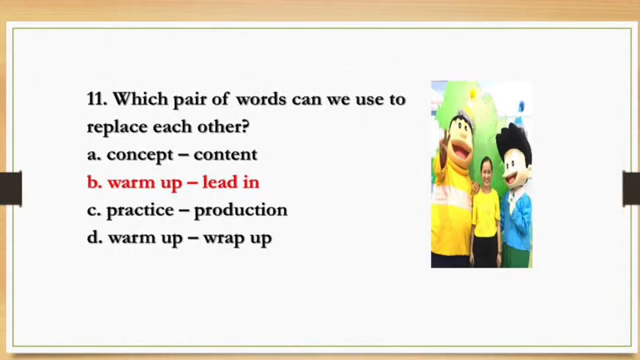 11. Which pair of words can we use to
replace each other?
a. concept – content
b. warm up – lead in
c. practice – production
d. warm up – wrap up